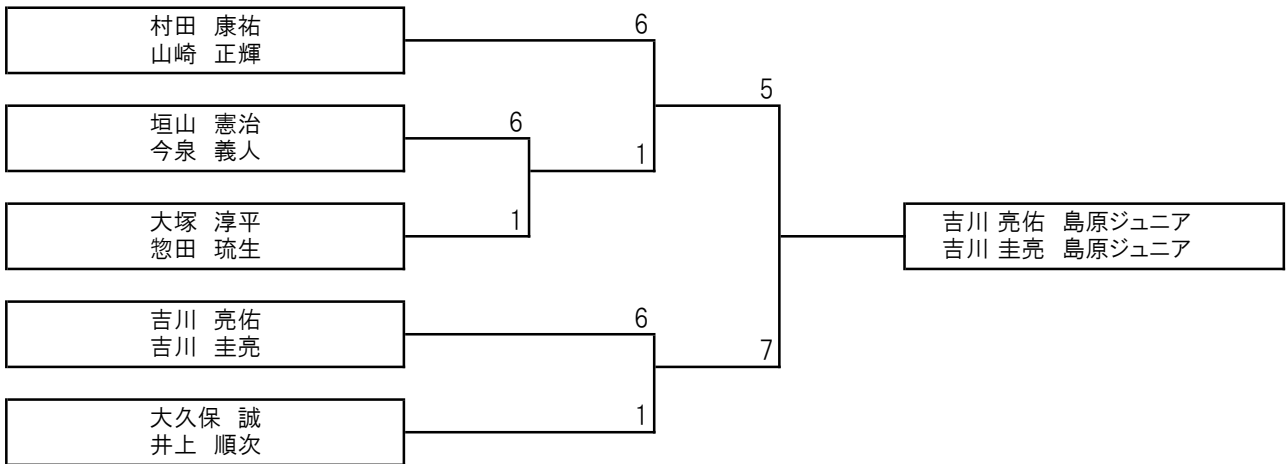 村田 康祐
山崎 正輝
6
5
垣山 憲治
今泉 義人
6
1
大塚 淳平
惣田 琉生
1
吉川 亮佑 島原ジュニア
吉川 圭亮 島原ジュニア
吉川 亮佑
吉川 圭亮
6
7
大久保 誠
井上 順次
1